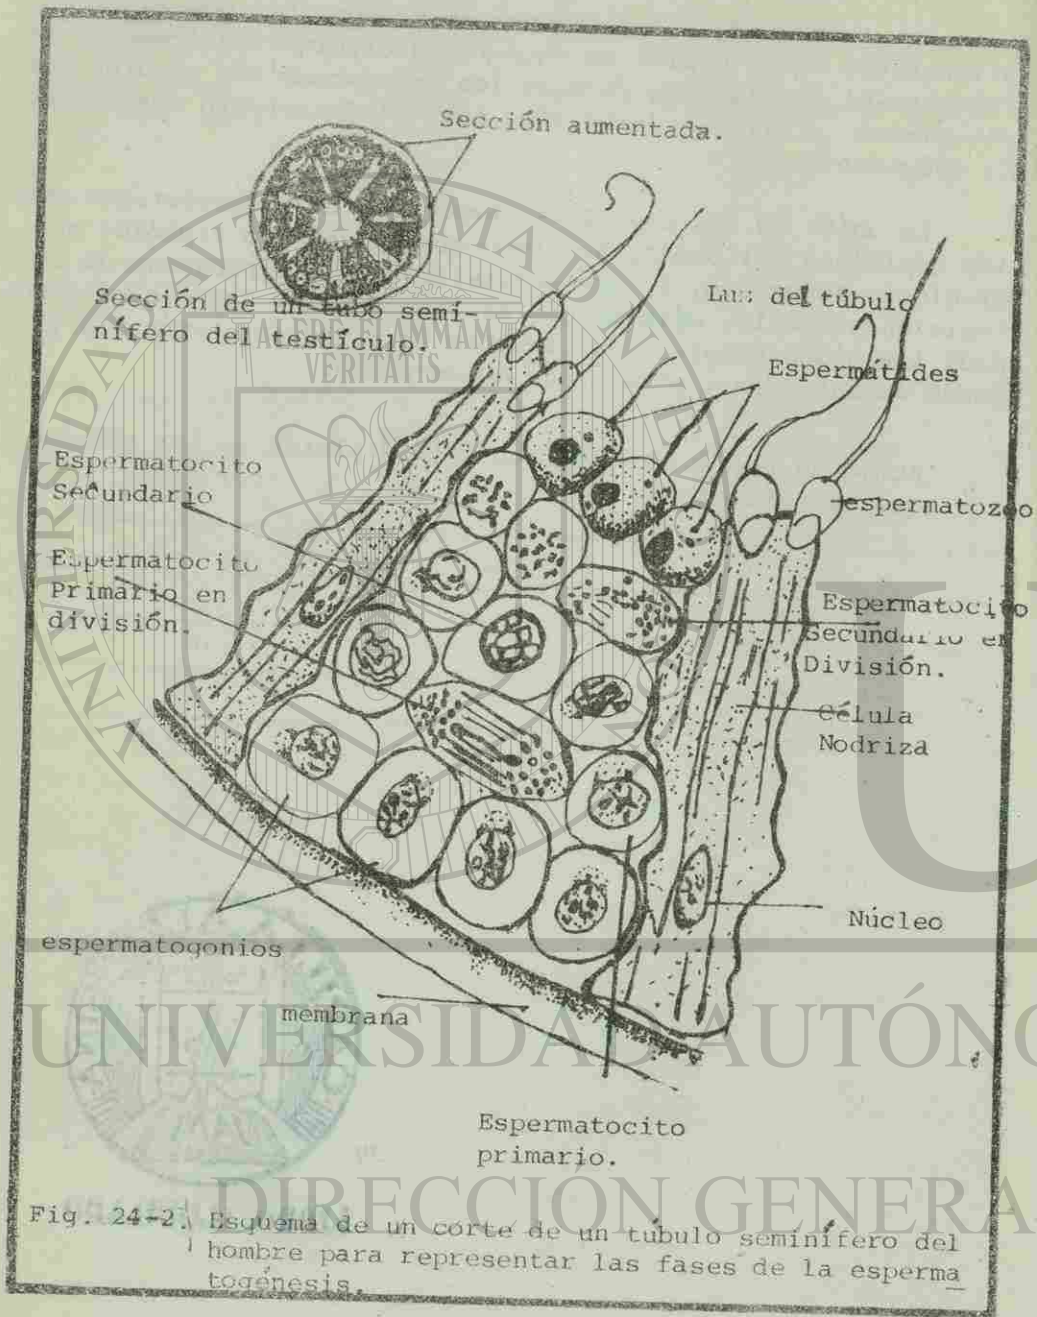 Sección aumentada.
Sección de un tubo semi-
nífero del testículo.
Luz del túbulo
Espermátides
Espermatocito
Secundario
espermatozoo
Espermatocito
Primario en
división.
Espermatocito
Secundario en
División.
Célula
Nodriza
Núcleo
espermatogonios
membrana
Espermatocito
primario.
Fig. 24-2. Esquema de un corte de un túbulo seminífero del
hombre para representar las fases de la esperma
togénesis.
UNIVERSIDAD AUTÓNO
DIRECCIÓN GENERA
ALERE FLAMMAM
VERITATIS
U